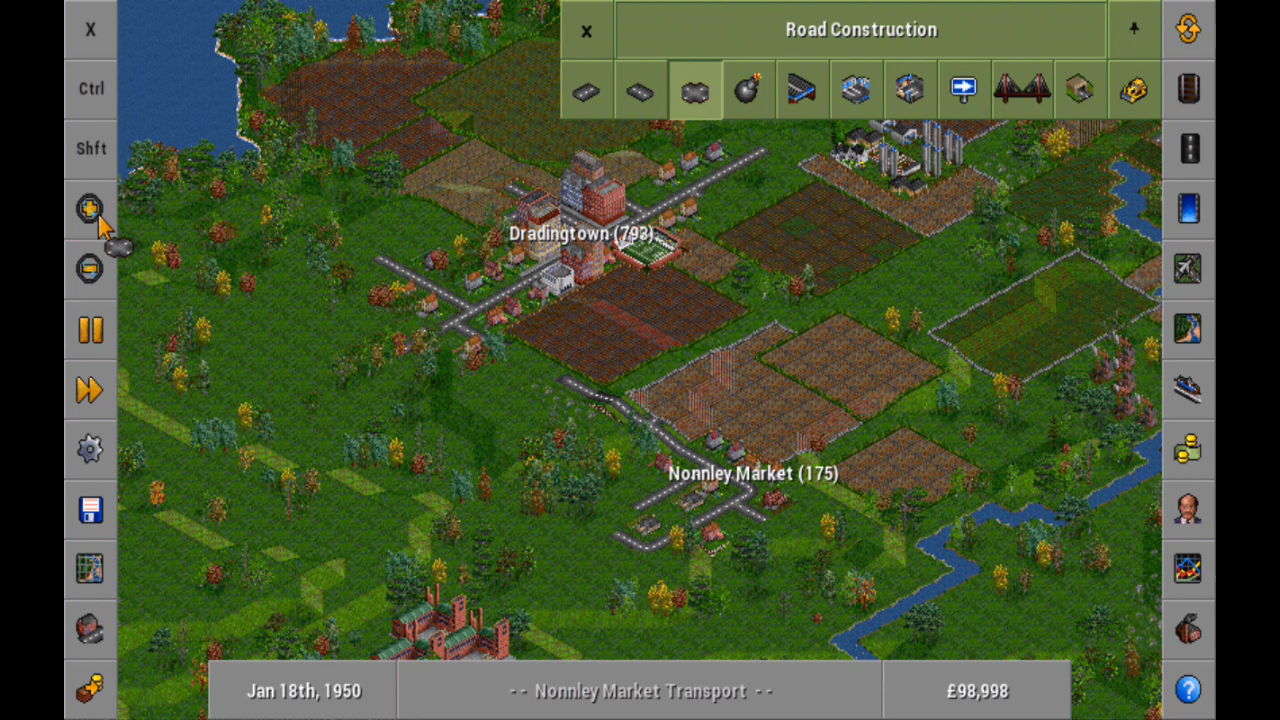 X
Ctrl
Shft
x
Road Construction
Dradingtown (793)
Nonnley Market (175)
Jan 18th, 1950
-- Nonnley Market Transport --
£98,998
?